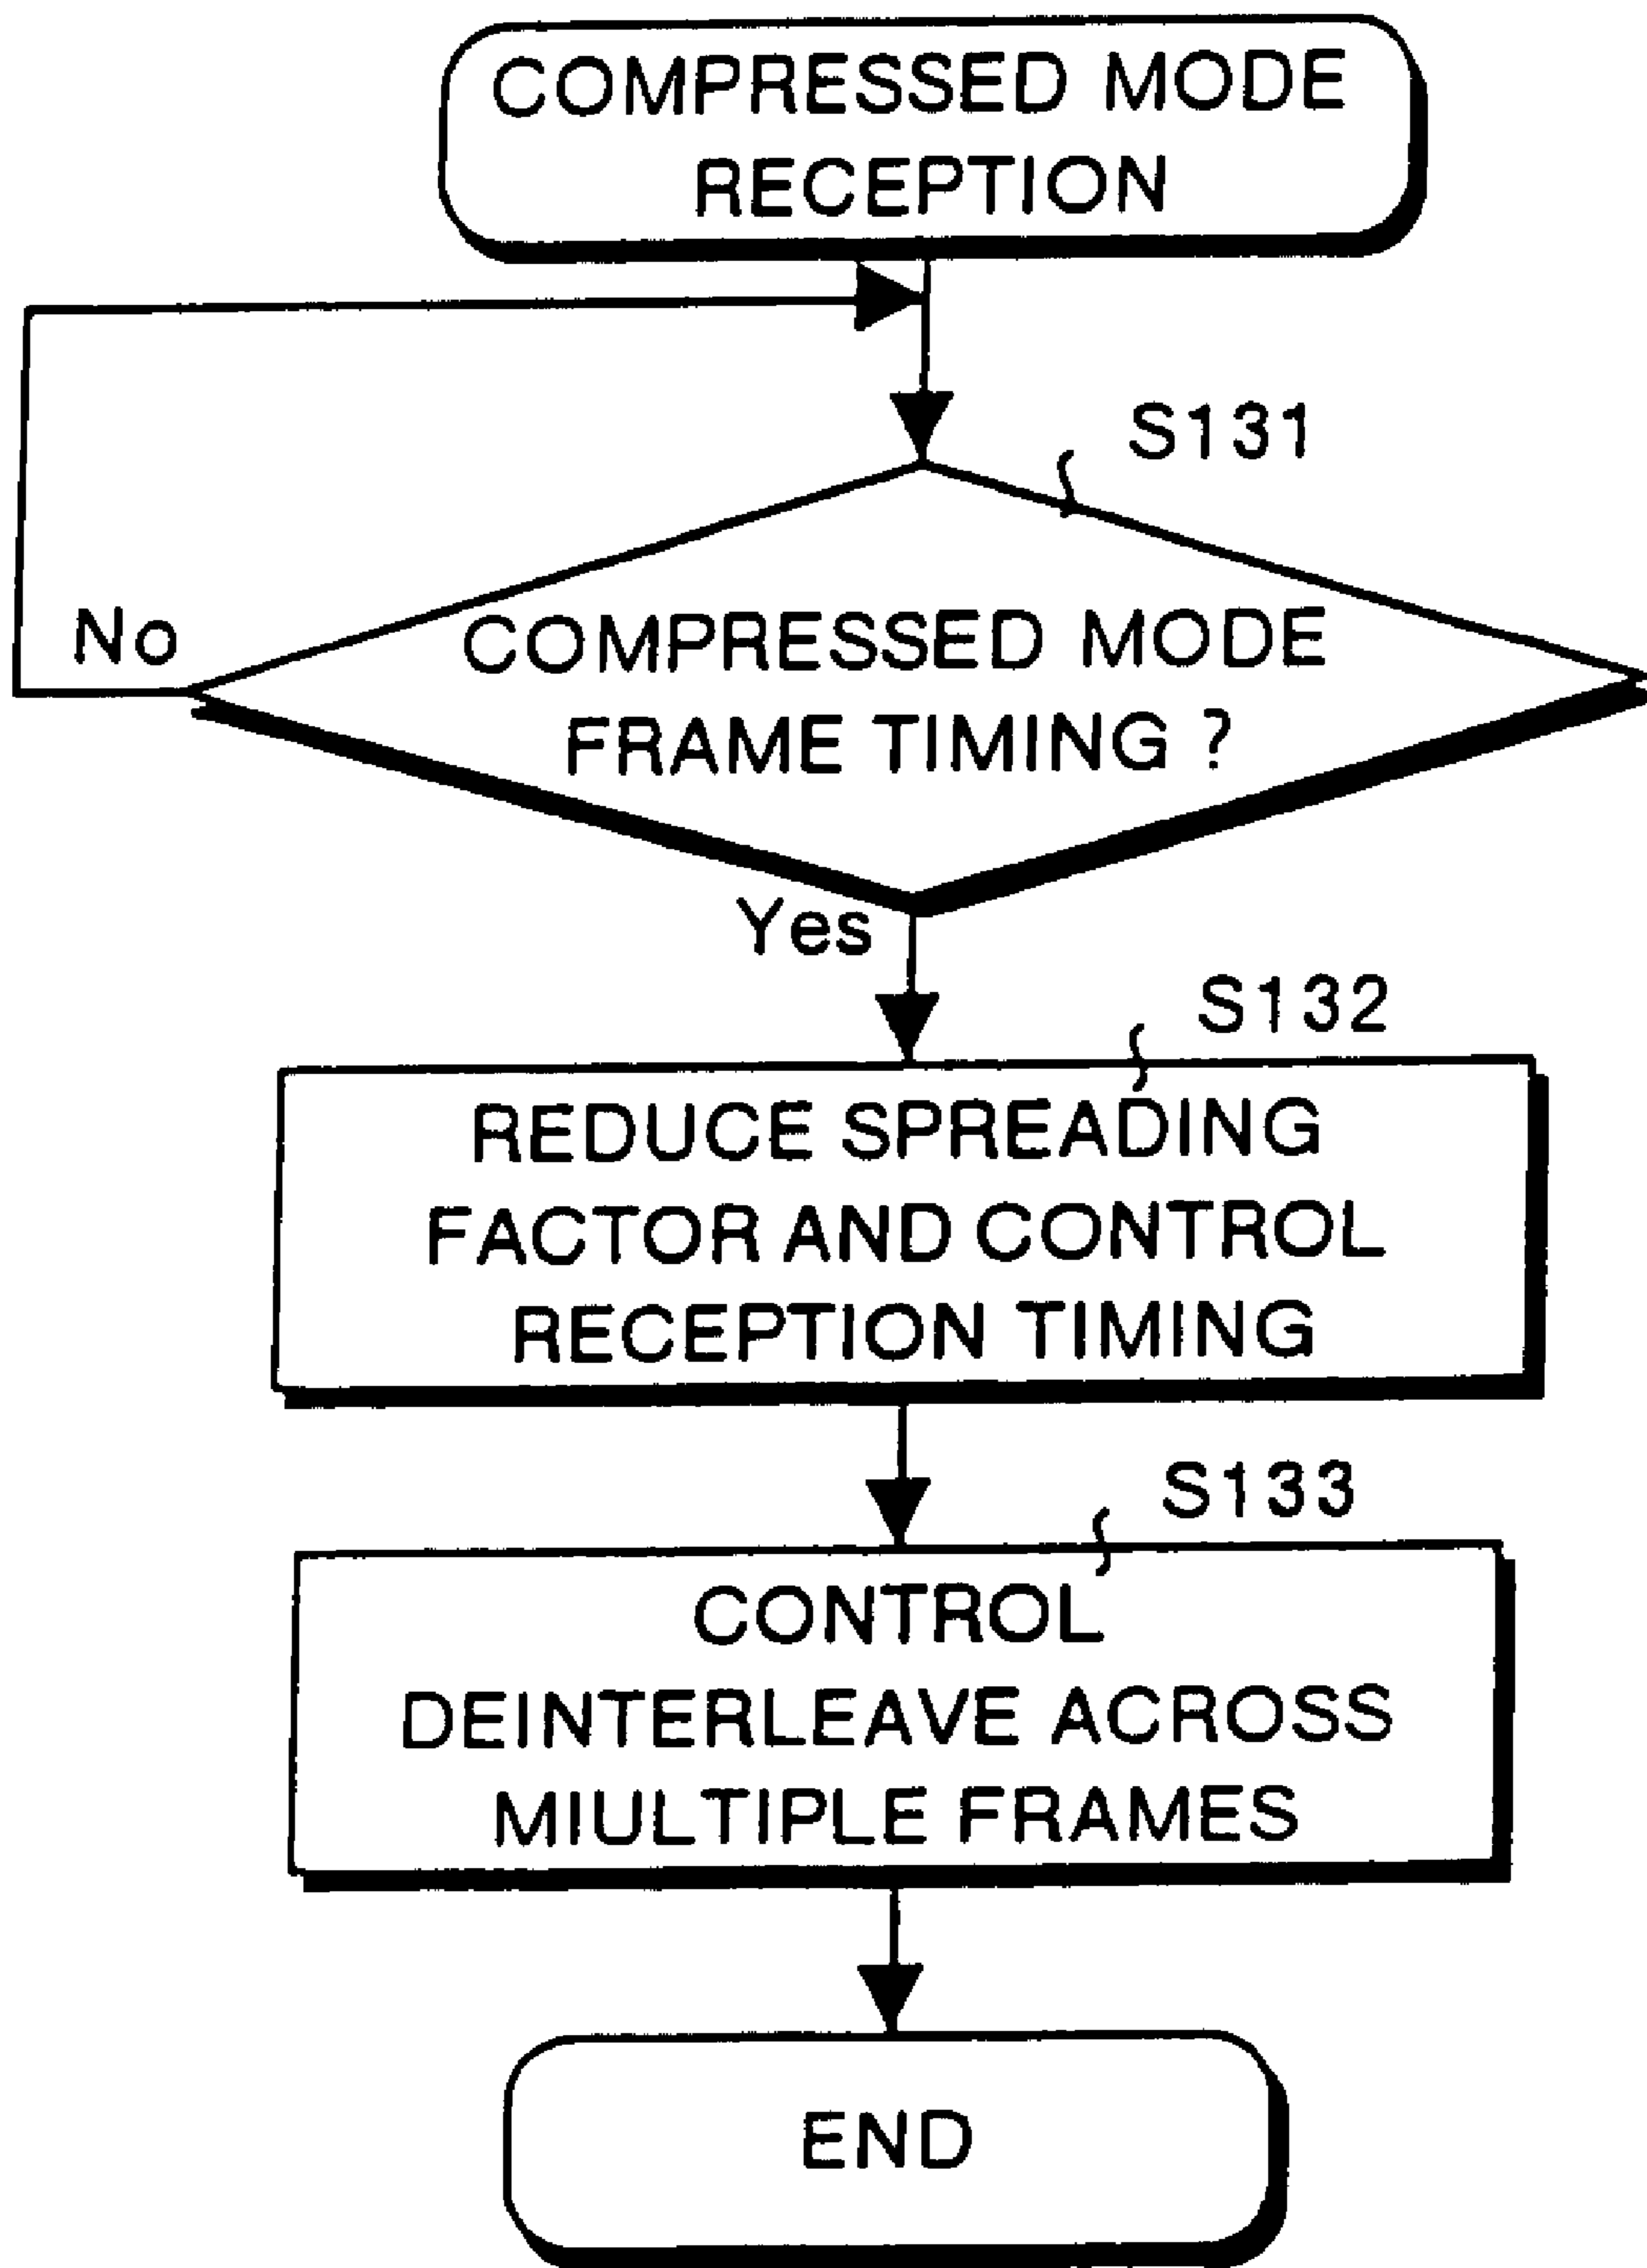 COMPRESSED MODE
RECEPTION
S131
No
COMPRESSED MODE
FRAME TIMING ?
Yes
S132
REDUCE SPREADING
FACTOR AND CONTROL
RECEPTION TIMING
S133
CONTROL
DEINTERLEAVE ACROSS
MIULTIPLE FRAMES
END